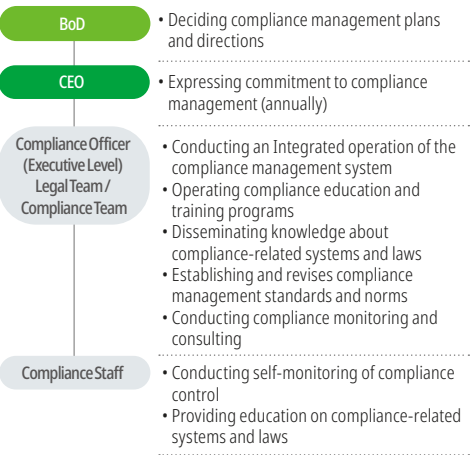 BoD
• Deciding compliance management plans
and directions
CEO
• Expressing commitment to compliance
management (annually)
Compliance Officer
(Executive Level)
Legal Team /
Compliance Team
• Conducting an Integrated operation of the
compliance management system
• Operating compliance education and
training programs
• Disseminating knowledge about
compliance-related systems and laws
• Establishing and revises compliance
management standards and norms
• Conducting compliance monitoring and
consulting
Compliance Staff
• Conducting self-monitoring of compliance
control
• Providing education on compliance-related
systems and laws